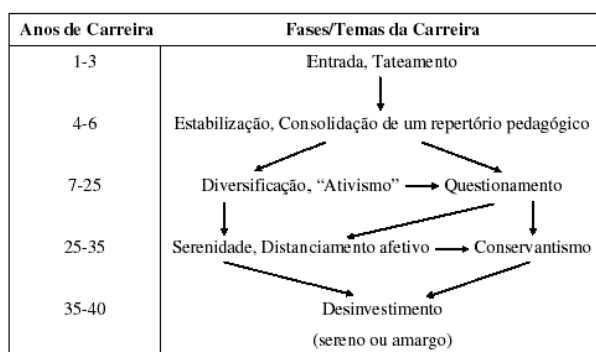 Anos de Carreira Fases/Temas da Carreira
1-3 Entrada, Tateamento
4-6 Estabilização, Consolidação de um repertório pedagógico
7-25 Diversificação, “Ativismo” Questionamento
25-35 Serenidade, Distanciamento afetivo Conservantismo
35-40 Desinvestimento
(sereno ou amargo)